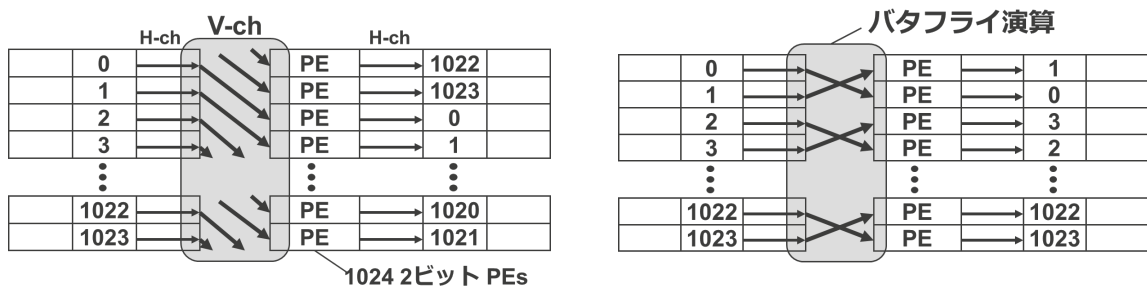 V-ch
H-ch H-ch
0 PE 1022
1 PE 1023
2 PE 0
3 PE 1
1022 PE 1020
1023 PE 1021
1024 2ビット PEs
バタフライ演算
0 PE 1
1 PE 0
2 PE 3
3 PE 2
1022 PE 1022
1023 PE 1023